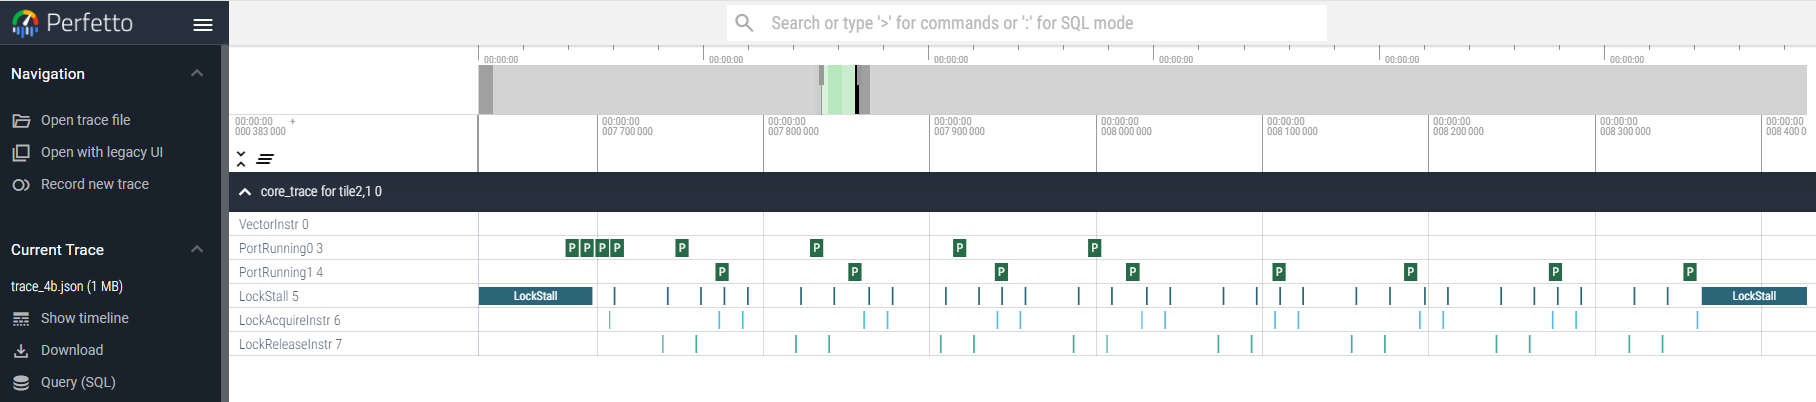 Perfetto
Search or type '>' for commands or ':' for SQL mode
Navigation
Open trace file
Open with legacy UI
Record new trace
Current Trace
trace_4b.json (1 MB)
Show timeline
Download
Query (SQL)
00:00:00 00:00:00 00:00:00 00:00:00 00:00:00 00:00:00
00:00:00 + 00:00:00 00:00:00 00:00:00 00:00:00 00:00:00 00:00:00 00:00:00 00:00:00
000 383 000 007 700 000 007 800 000 007 900 000 008 000 000 008 100 000 008 200 000 008 300 000 008 400 0
core_trace for tile2,1 0
VectorInstr 0
PortRunning0 3 P P P P P P P P
PortRunning1 4 P P P P P P P P
LockStall 5 LockStall LockStall
LockAcquireInstr 6
LockReleaseInstr 7